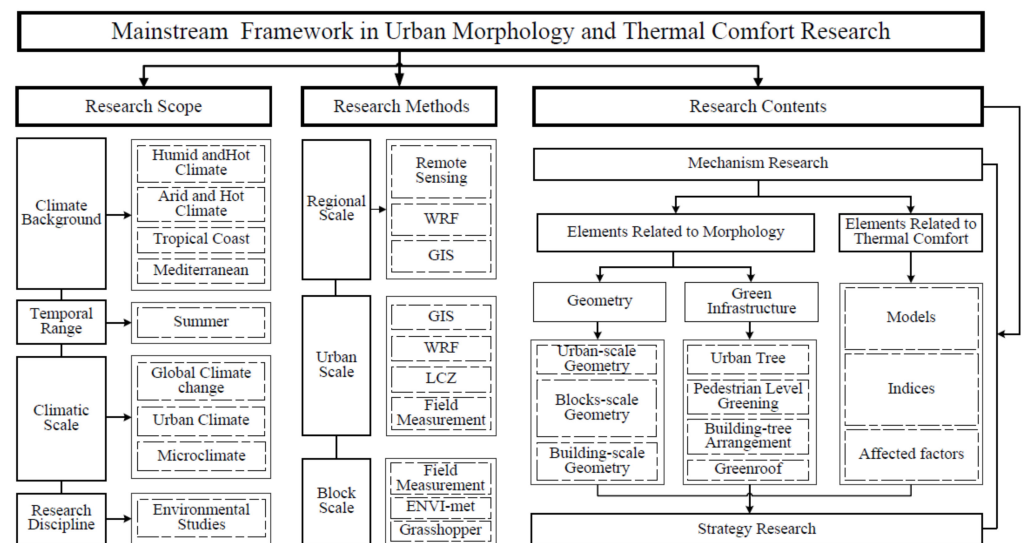 Mainstream Framework in Urban Morphology and Thermal Comfort Research
Research Scope
Climate
Background
Humid andHot
Climate
Arid and Hot
Climate
Tropical Coast
Mediterranean
Temporal
Range
Summer
Climatic
Scale
Global Climate
change
Urban Climate
Microclimate
Research
Discipline
Environmental
Studies
Research Methods
Regional
Scale
Remote
Sensing
WRF
GIS
Urban
Scale
GIS
WRF
LCZ
Field
Measurement
Block
Scale
Field
Measurement
ENVI-met
Grasshopper
Research Contents
Mechanism Research
Elements Related to Morphology
Geometry
Urban-scale
Geometry
Blocks-scale
Geometry
Building-scale
Geometry
Green
Infrastructure
Urban Tree
Pedestrian Level
Greening
Building-tree
Arrangement
Greenroof
Elements Related to
Thermal Comfort
Models
Indices
Affected factors
Strategy Research